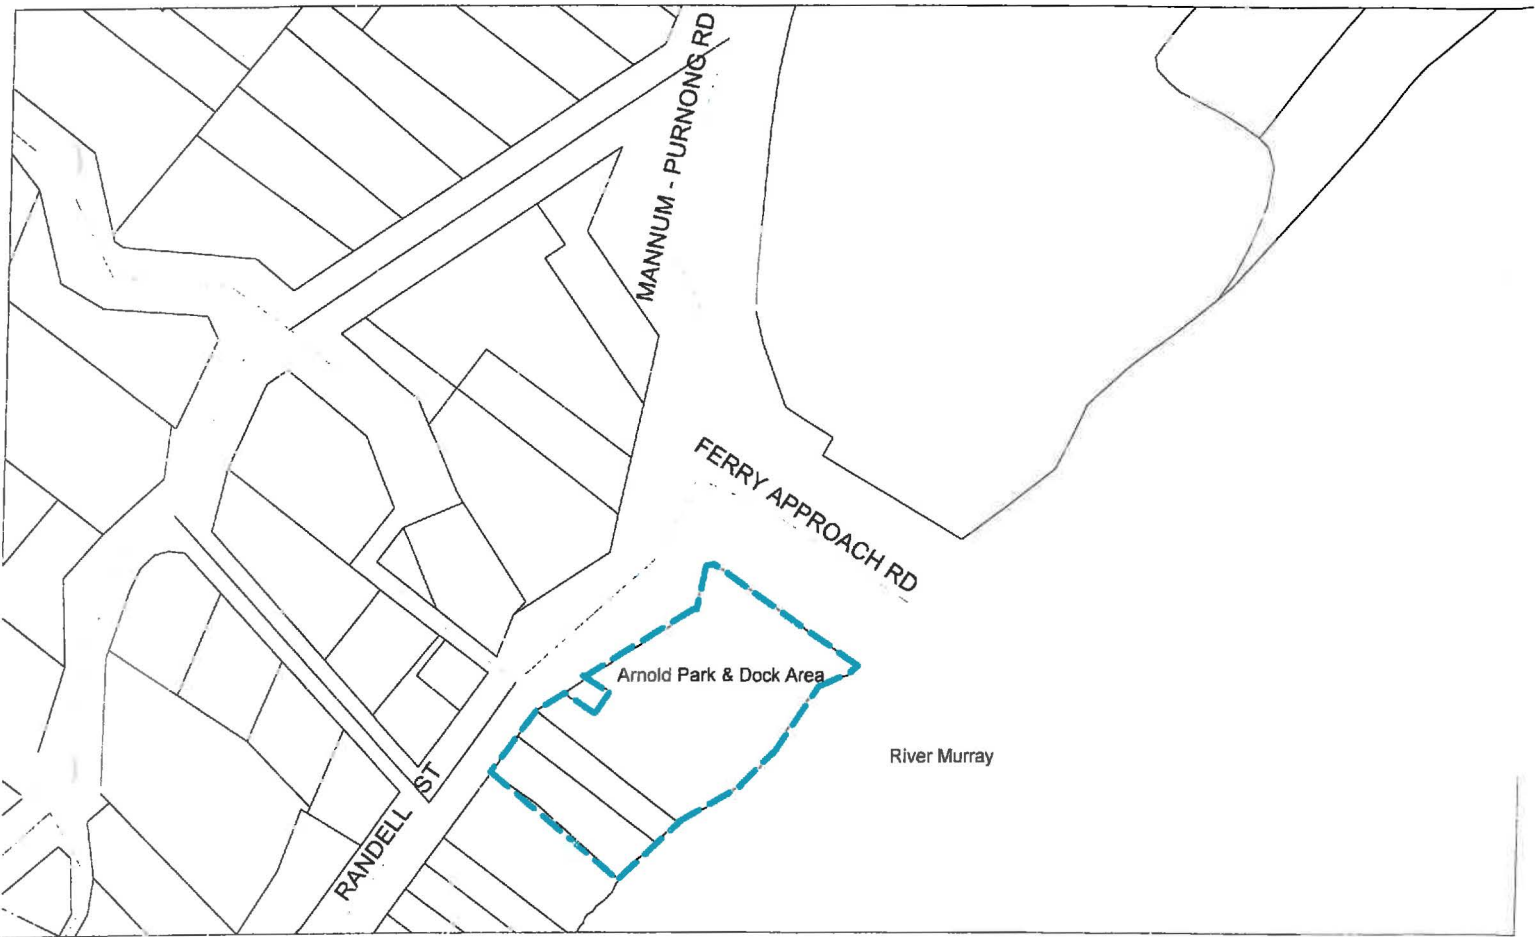 MANNUM - PURNONG RD
FERRY APPROACH RD
Arnold Park & Dock Area
River Murray
RANDELL ST